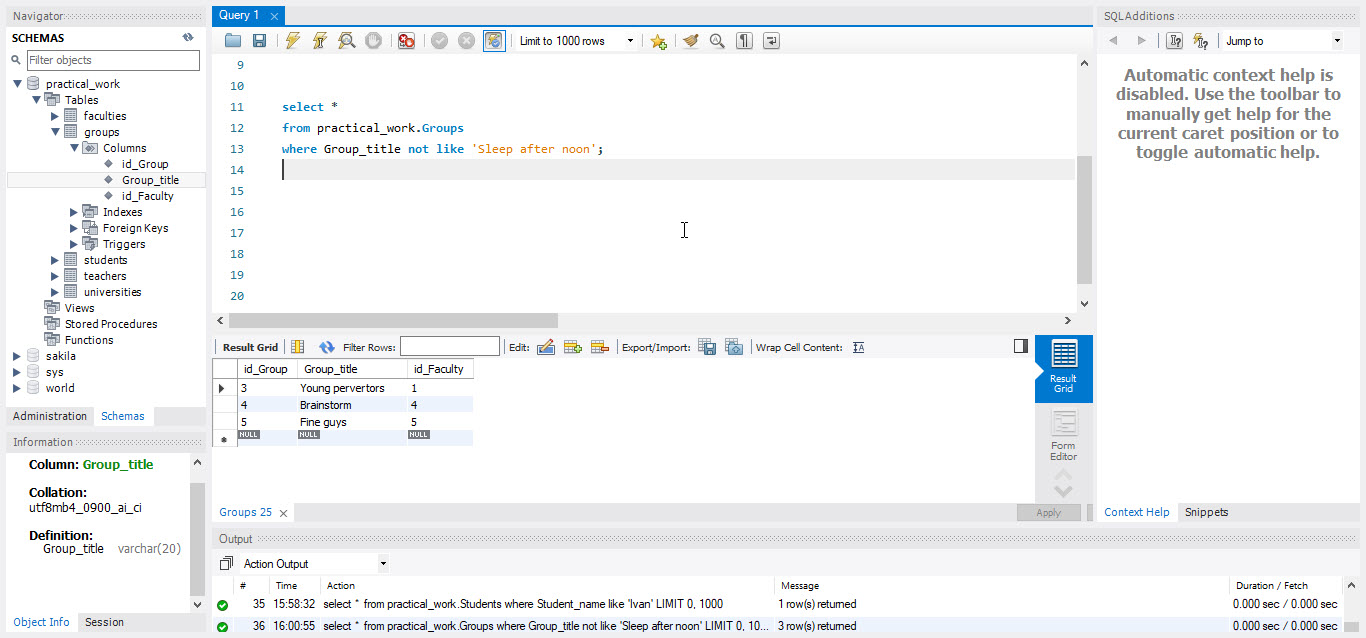 Navigator
SCHEMAS
Filter objects
practical_work
Tables
faculties
groups
Columns
id_Group
Group_title
id_Faculty
Indexes
Foreign Keys
Triggers
students
teachers
universities
Views
Stored Procedures
Functions
sakila
sys
world
Administration Schemas
Information
Column: Group_title
Collation:
utf8mb4_0900_ai_ci
Definition:
Group_title varchar(20)
Object Info Session
Query 1
Limit to 1000 rows
9
10
11 select *
12 from practical_work.Groups
13 where Group_title not like 'Sleep after noon';
14
15
16
17
18
19
20
Result Grid Filter Rows: Edit: Export/Import: Wrap Cell Content: IA
id_Group Group_title id_Faculty
3 Young pervertors 1
4 Brainstorm 4
5 Fine guys 5
NULL NULL NULL
Result
Grid
Form
Editor
Groups 25
Apply
Output
Action Output
# Time Action Message Duration / Fetch
35 15:58:32 select * from practical_work.Students where Student_name like 'Ivan' LIMIT 0, 1000 1 row(s) returned 0.000 sec / 0.000 sec
36 16:00:55 select * from practical_work.Groups where Group_title not like 'Sleep after noon' LIMIT 0, 10... 3 row(s) returned 0.000 sec / 0.000 sec
SQLAdditions
Jump to
Automatic context help is
disabled. Use the toolbar to
manually get help for the
current caret position or to
toggle automatic help.
Context Help Snippets